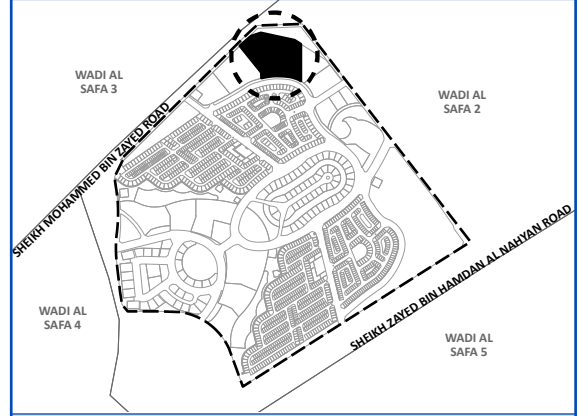 WADI AL
SAFA 3
WADI AL
SAFA 2
SHEIKH MOHAMMED BIN ZAYED ROAD
SHEIKH ZAYED BIN HAMDAN AL NAHYAN ROAD
WADI AL
SAFA 4
WADI AL
SAFA 5